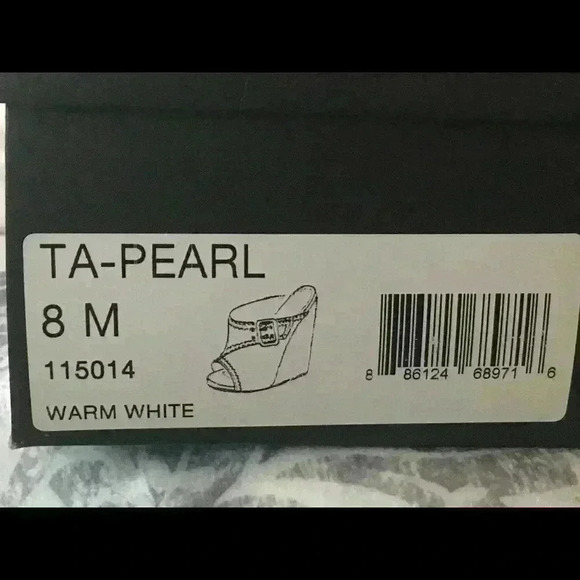 TA-PEARL
8 M
115014
WARM WHITE
8 86124 68971 6